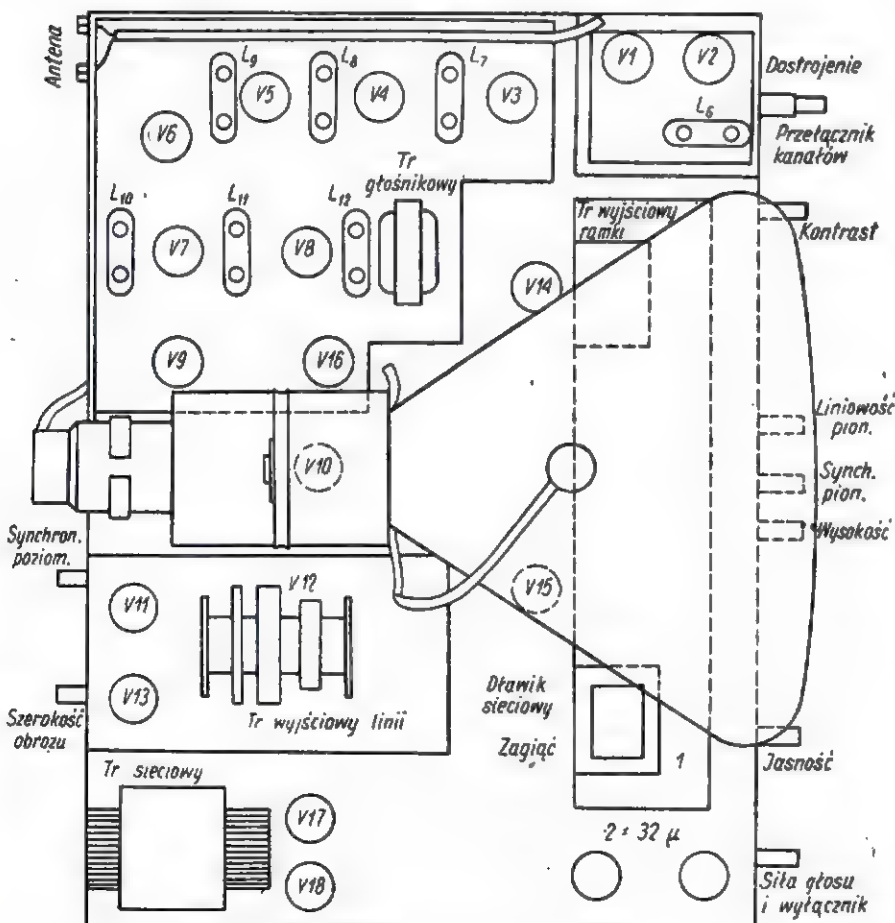 Antena
L9
L8
L7
V5
V4
V3
V6
V1
V2
Dostrojenie
L6
Przełącznik
kanałów
Tr
głośnikowy
L10
L11
L12
V7
V8
Tr wyjściowy
ramki
Kontrast
V14
V9
V16
Liniowość
pion.
V10
Synch.
pion.
Wysokość
Synchron.
poziom.
V11
V12
V15
V13
Szerokość
obrazu
Tr wyjściowy linii
Dławik
sieciowy
Zagiąć
1
Jasność
Tr sieciowy
V17
V18
2 = 32 μ
Siła głosu
i wyłącznik